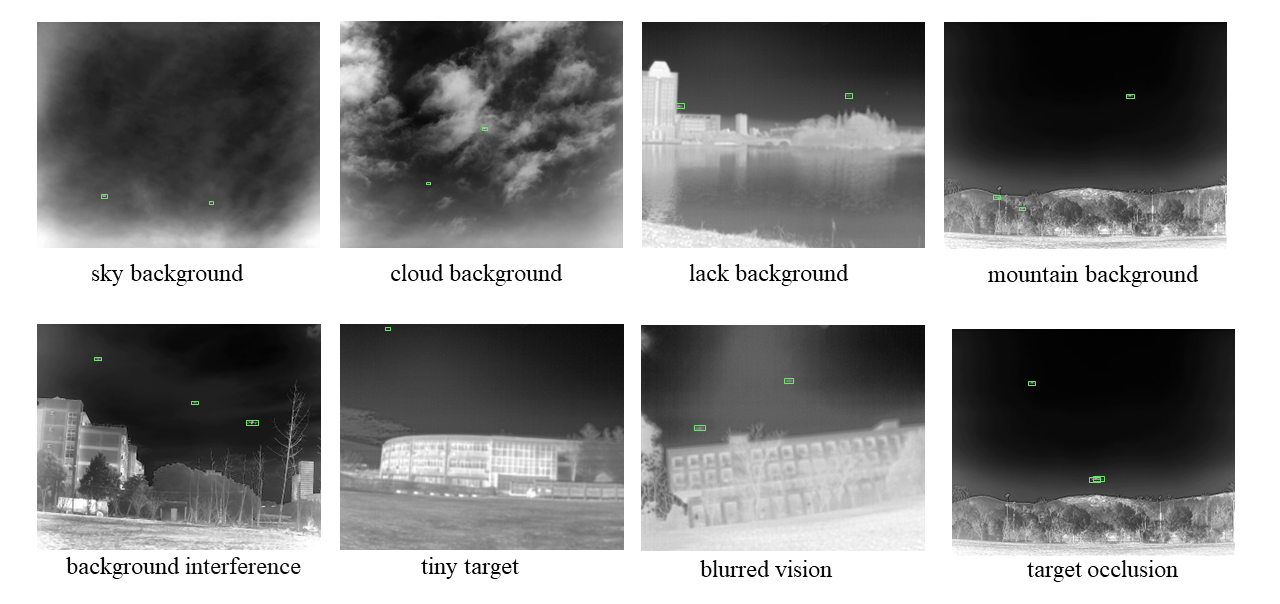 sky background
cloud background
lack background
mountain background
background interference
tiny target
blurred vision
target occlusion